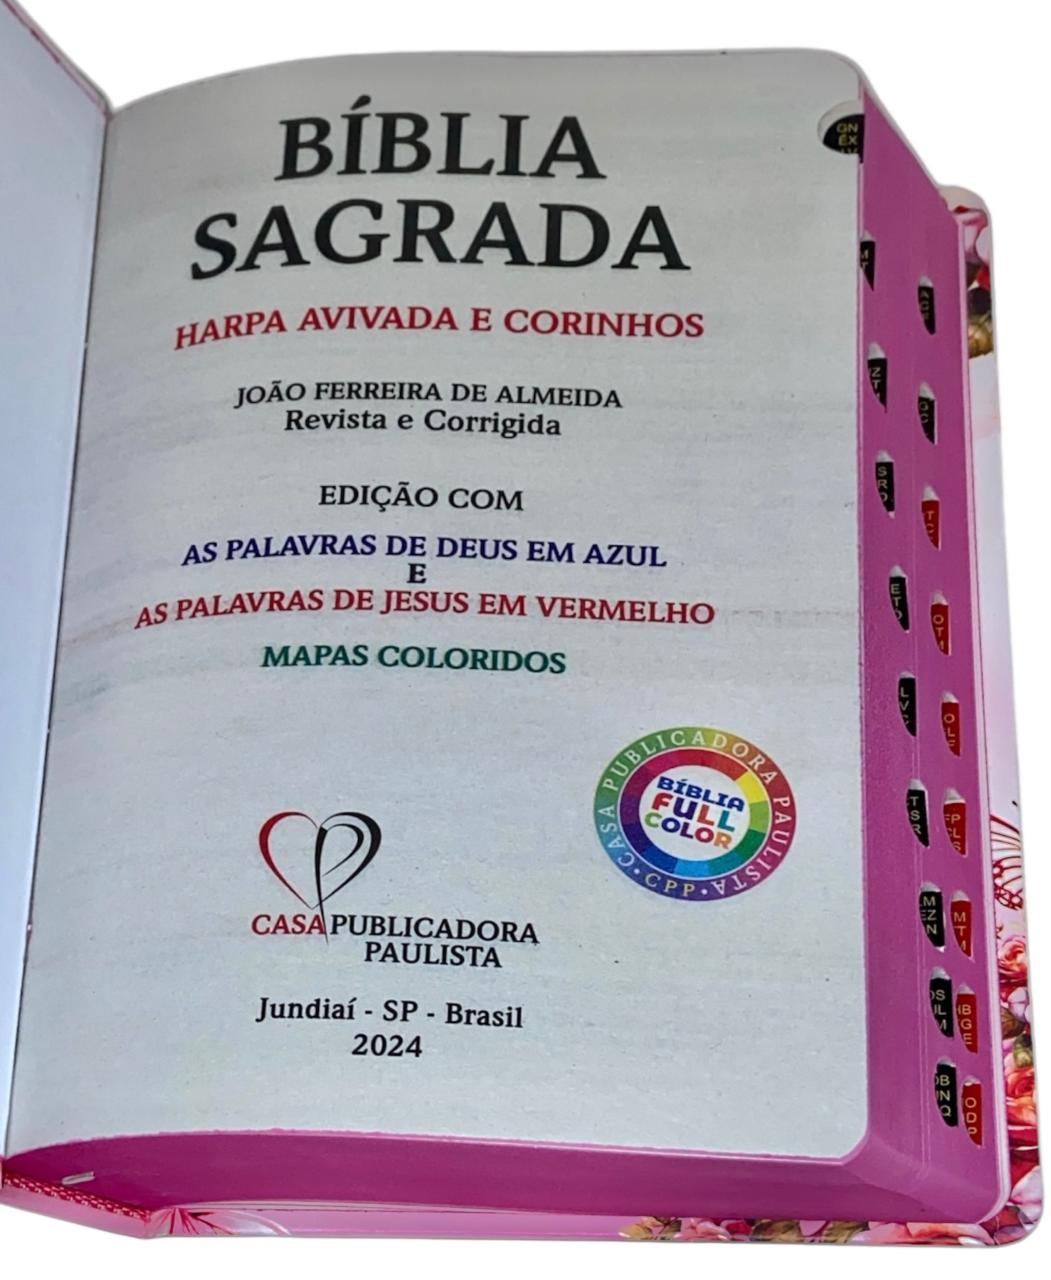 BÍBLIA
SAGRADA
HARPA AVIVADA E CORINHOS
JOÃO FERREIRA DE ALMEIDA
Revista e Corrigida
EDIÇÃO COM
AS PALAVRAS DE DEUS EM AZUL
E
AS PALAVRAS DE JESUS EM VERMELHO
MAPAS COLORIDOS
CASA PUBLICADORA PAULISTA
CPP
BÍBLIA
FULL
COLOR
CASA PUBLICADORA
PAULISTA
Jundiaí - SP - Brasil
2024
GN
ÊX